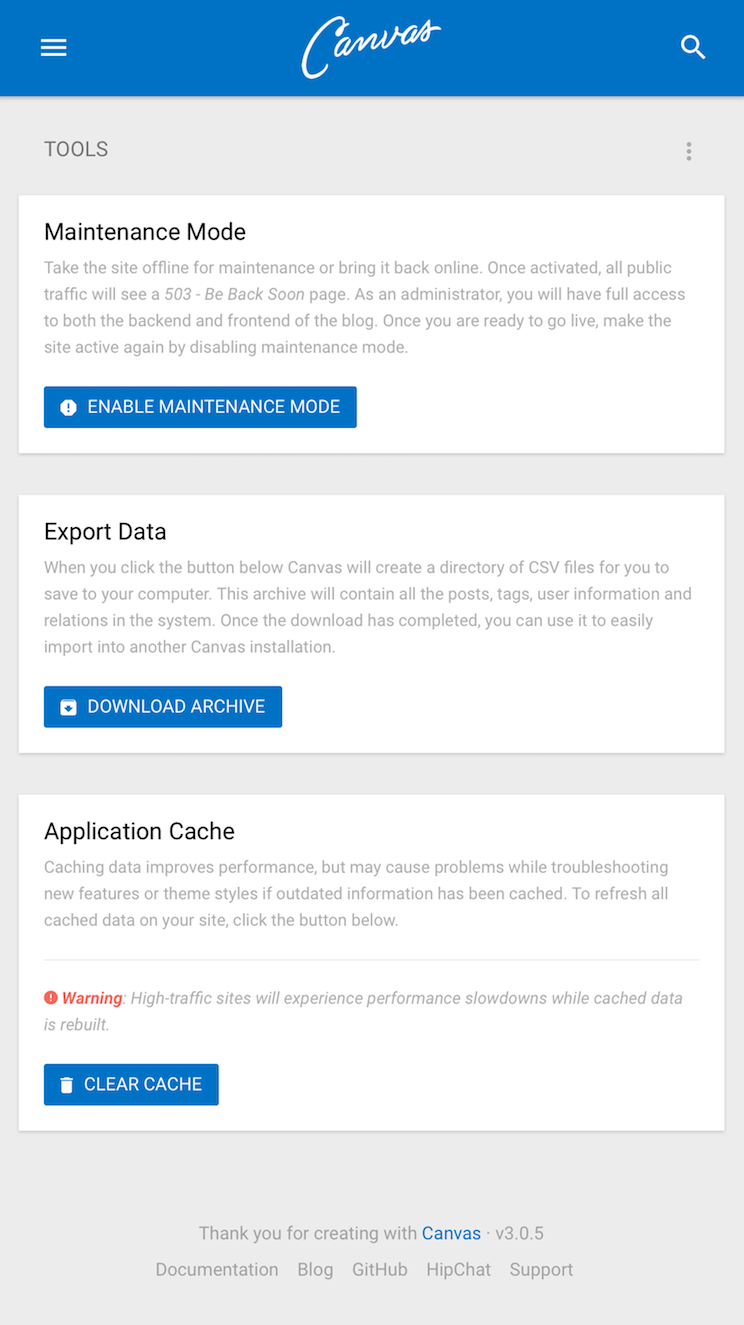 Canvas
TOOLS
Maintenance Mode
Take the site offline for maintenance or bring it back online. Once activated, all public
traffic will see a 503 - Be Back Soon page. As an administrator, you will have full access
to both the backend and frontend of the blog. Once you are ready to go live, make the
site active again by disabling maintenance mode.
ENABLE MAINTENANCE MODE
Export Data
When you click the button below Canvas will create a directory of CSV files for you to
save to your computer. This archive will contain all the posts, tags, user information and
relations in the system. Once the download has completed, you can use it to easily
import into another Canvas installation.
DOWNLOAD ARCHIVE
Application Cache
Caching data improves performance, but may cause problems while troubleshooting
new features or theme styles if outdated information has been cached. To refresh all
cached data on your site, click the button below.
Warning: High-traffic sites will experience performance slowdowns while cached data
is rebuilt.
CLEAR CACHE
Thank you for creating with Canvas · v3.0.5
Documentation Blog GitHub HipChat Support